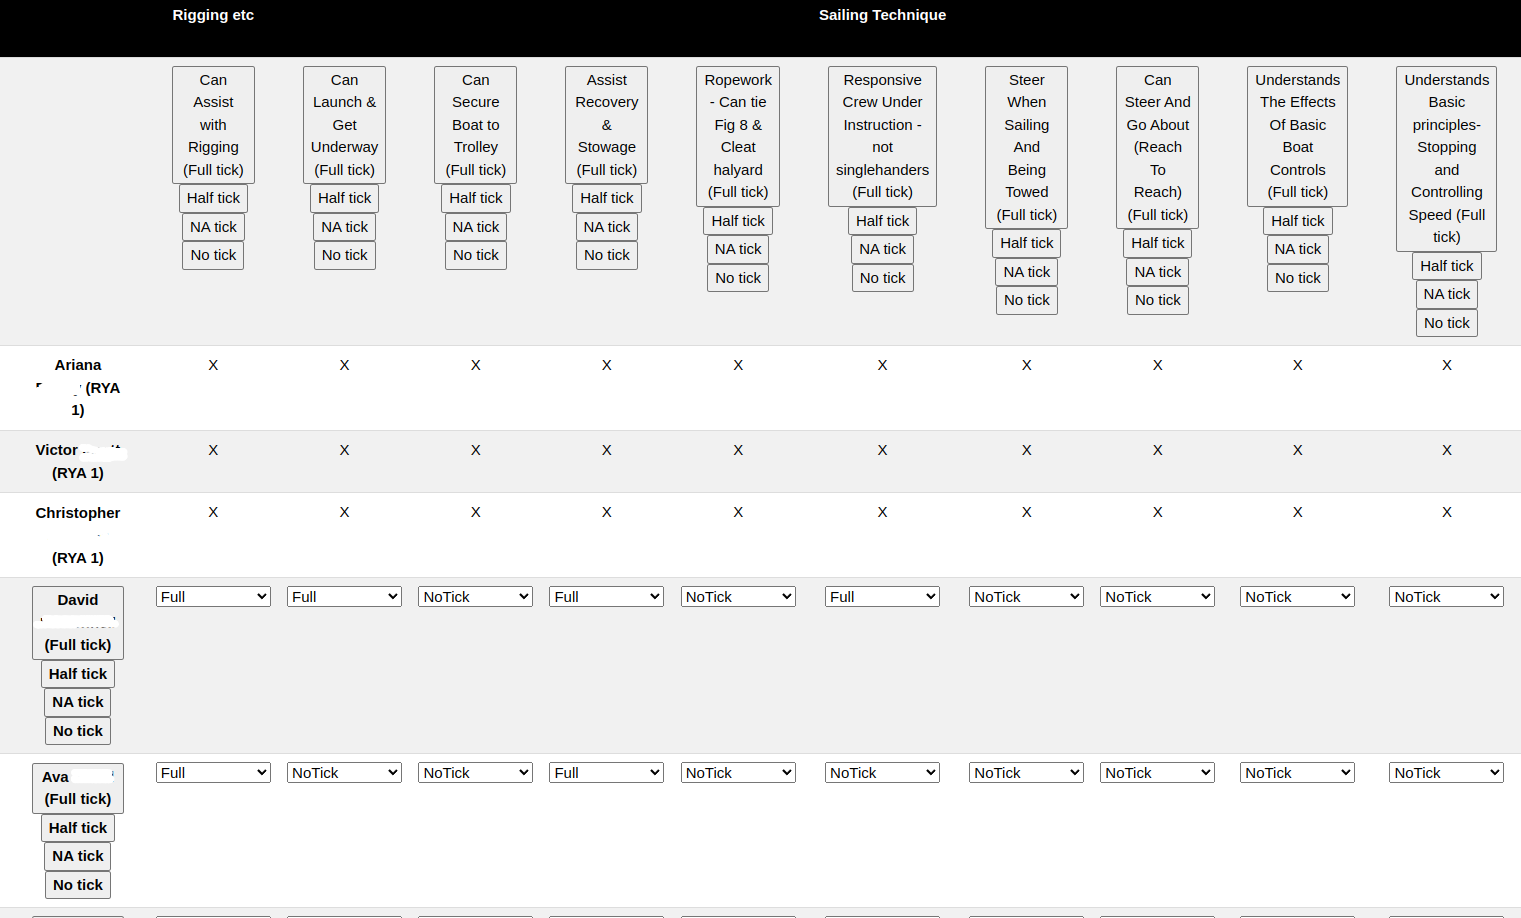 Rigging etc Sailing Technique
Can Assist with Rigging (Full tick)
Half tick
NA tick
No tick
Can Launch & Get Underway (Full tick)
Half tick
NA tick
No tick
Can Secure Boat to Trolley (Full tick)
Half tick
NA tick
No tick
Assist Recovery & Stowage (Full tick)
Half tick
NA tick
No tick
Ropework - Can tie Fig 8 & Cleat halyard (Full tick)
Half tick
NA tick
No tick
Responsive Crew Under Instruction - not singlehanders (Full tick)
Half tick
NA tick
No tick
Steer When Sailing And Being Towed (Full tick)
Half tick
NA tick
No tick
Can Steer And Go About (Reach To Reach) (Full tick)
Half tick
NA tick
No tick
Understands The Effects Of Basic Boat Controls (Full tick)
Half tick
NA tick
No tick
Understands Basic principles- Stopping and Controlling Speed (Full tick)
Half tick
NA tick
No tick
Ariana (RYA 1) X X X X X X X X X X
Victor (RYA 1) X X X X X X X X X X
Christopher (RYA 1) X X X X X X X X X X
David (Full tick) Full Full NoTick Full NoTick Full NoTick NoTick NoTick NoTick
Half tick
NA tick
No tick
Ava (Full tick) Full NoTick NoTick Full NoTick NoTick NoTick NoTick NoTick NoTick
Half tick
NA tick
No tick